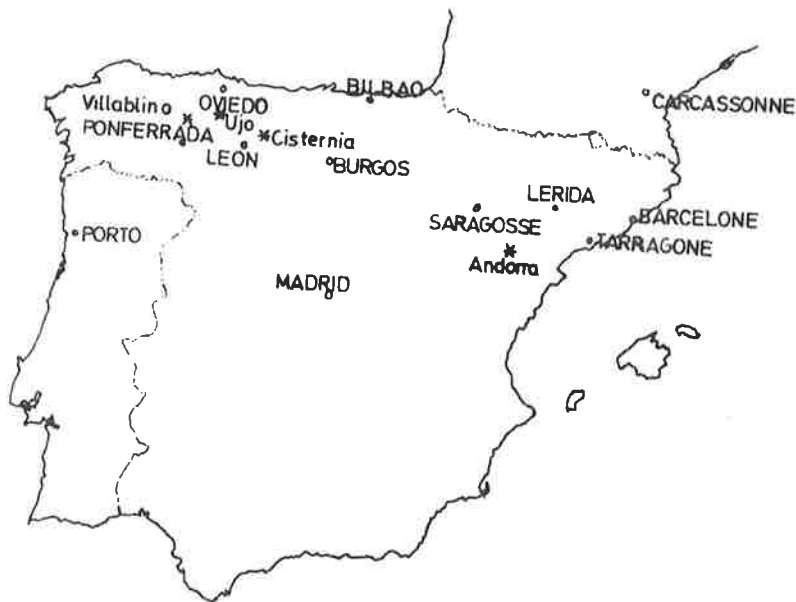 BILBAO
OVIEDO
CARCASSONNE
Villablino
Ujo
PONFERRADA
Cisternia
LEON
BURGOS
LERIDA
SARAGOSSE
BARCELONE
PORTO
TARRAGONE
Andorra
MADRID